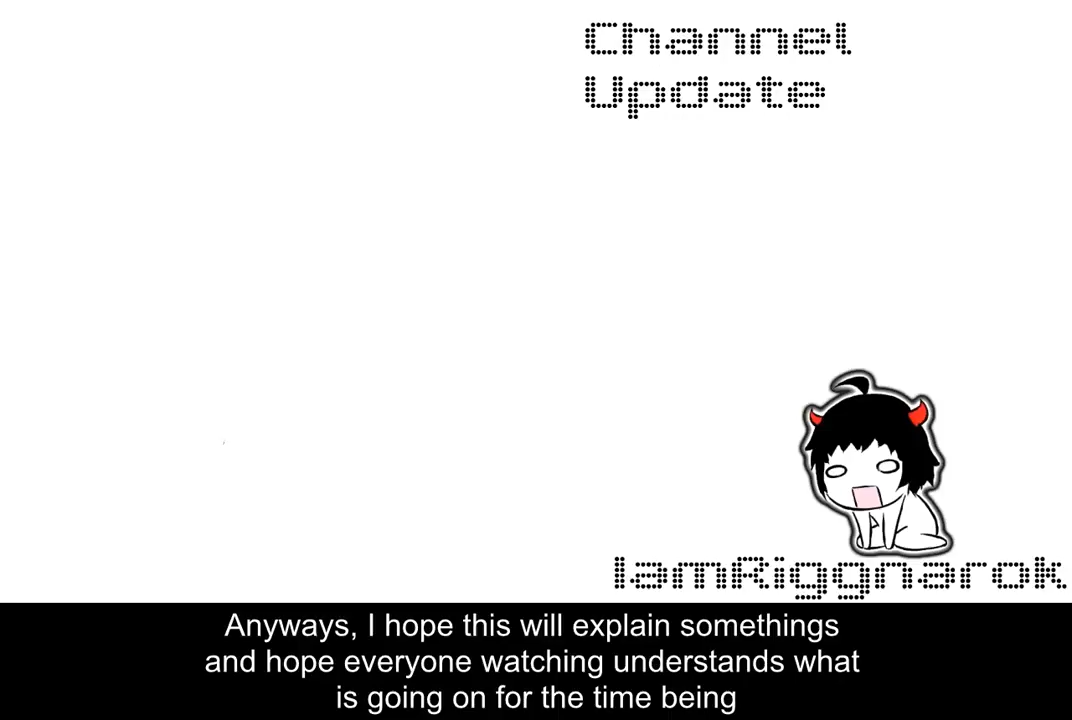 Channel
Update
IamRiggnarok
Anyways, I hope this will explain somethings
and hope everyone watching understands what
is going on for the time being